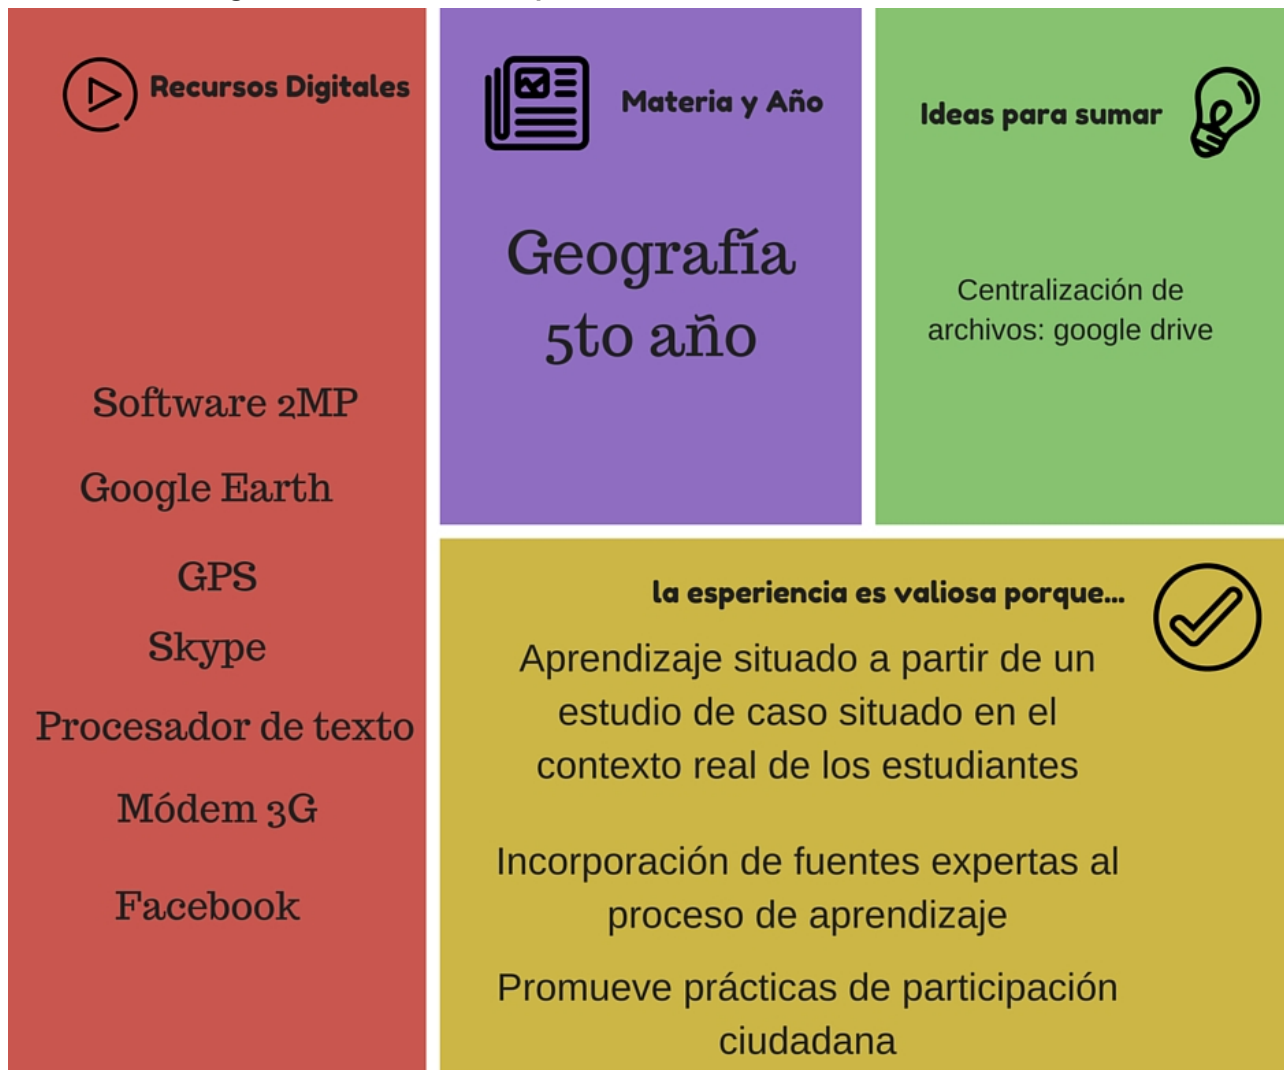 Recursos Digitales
Software 2MP
Google Earth
GPS
Skype
Procesador de texto
Módem 3G
Facebook
Materia y Año
Geografía
5to año
Ideas para sumar
Centralización de
archivos: google drive
la esperiencia es valiosa porque...
Aprendizaje situado a partir de un
estudio de caso situado en el
contexto real de los estudiantes
Incorporación de fuentes expertas al
proceso de aprendizaje
Promueve prácticas de participación
ciudadana